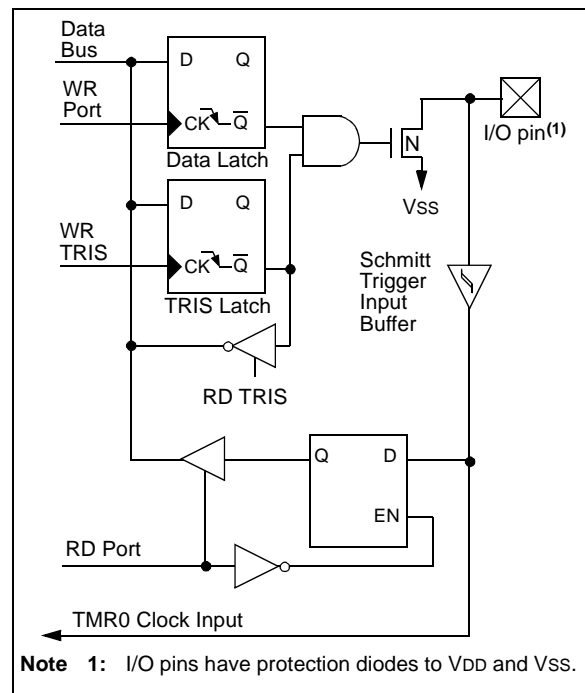 Data
Bus
D
Q
WR
Port
CK
Q̅
Data Latch
N
I/O pin(1)
VSS
D
Q
WR
TRIS
CK
Q̅
TRIS Latch
Schmitt
Trigger
Input
Buffer
RD TRIS
Q
D
EN
RD Port
TMR0 Clock Input
Note 1: I/O pins have protection diodes to VDD and VSS.